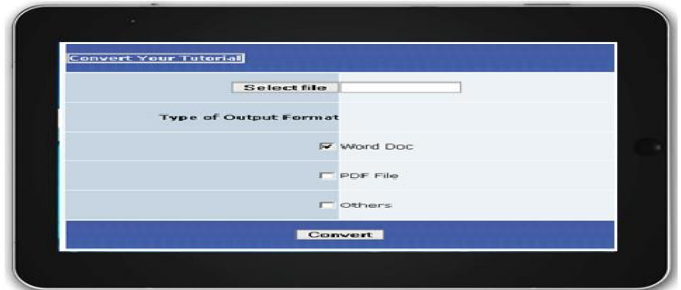 Convert Your Tutorial
Select file
Type of Output Format
Word Doc
PDF File
Others
Convert